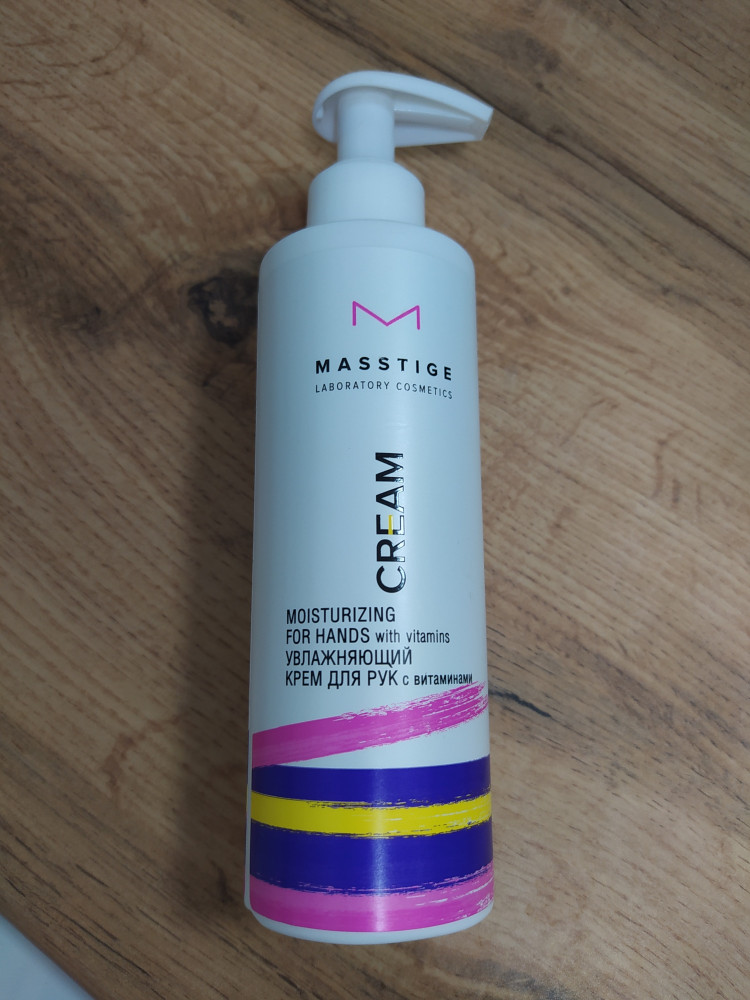 MASSTIGE
LABORATORY COSMETICS
CREAM
MOISTURIZING
FOR HANDS with vitamins
УВЛАЖНЯЮЩИЙ
КРЕМ ДЛЯ РУК с витаминами